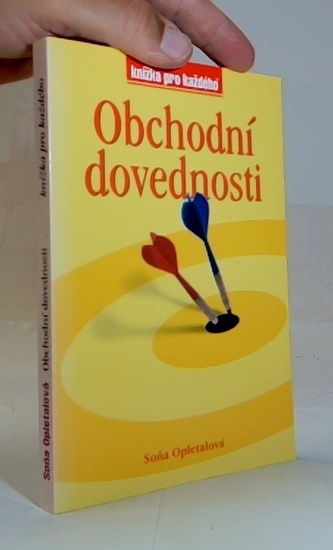 knížka pro každého
Obchodní
dovednosti
Soňa Opletalová
Soňa Opletalová Obchodní dovednosti knížka pro každého